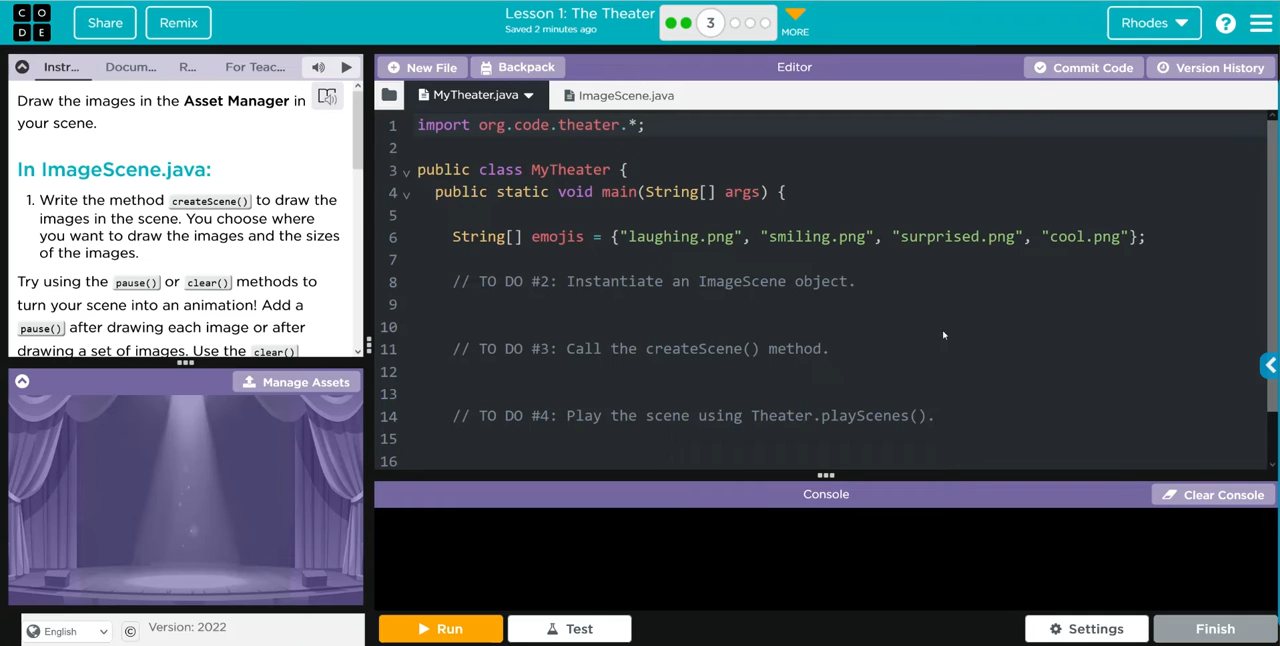 CODE
Share
Remix
Lesson 1: The Theater
Saved 2 minutes ago
3
MORE
Rhodes
?
Instr...
Docum...
R...
For Teac...
Draw the images in the Asset Manager in
your scene.
In ImageScene.java:
1. Write the method createScene() to draw the
images in the scene. You choose where
you want to draw the images and the sizes
of the images.
Try using the pause() or clear() methods to
turn your scene into an animation! Add a
pause() after drawing each image or after
drawing a set of images. Use the clear()
Manage Assets
English
©
Version: 2022
New File
Backpack
Editor
Commit Code
Version History
MyTheater.java
ImageScene.java
1 import org.code.theater.*;
2
3 public class MyTheater {
4 public static void main(String[] args) {
5
6 String[] emojis = {"laughing.png", "smiling.png", "surprised.png", "cool.png"};
7
8 // TO DO #2: Instantiate an ImageScene object.
9
10
11 // TO DO #3: Call the createScene() method.
12
13
14 // TO DO #4: Play the scene using Theater.playScenes().
15
16
Console
Clear Console
Run
Test
Settings
Finish